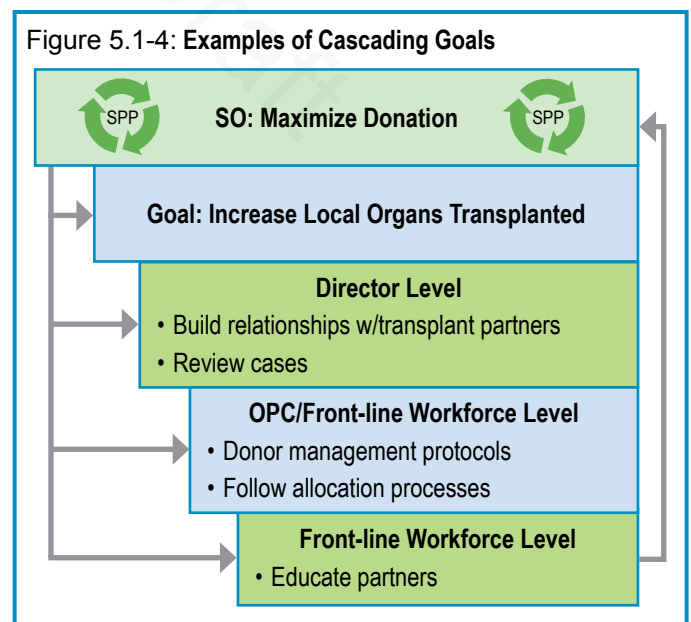 Figure 5.1-4: Examples of Cascading Goals
SPP SO: Maximize Donation SPP
Goal: Increase Local Organs Transplanted
Director Level
• Build relationships w/transplant partners
• Review cases
OPC/Front-line Workforce Level
• Donor management protocols
• Follow allocation processes
Front-line Workforce Level
• Educate partners